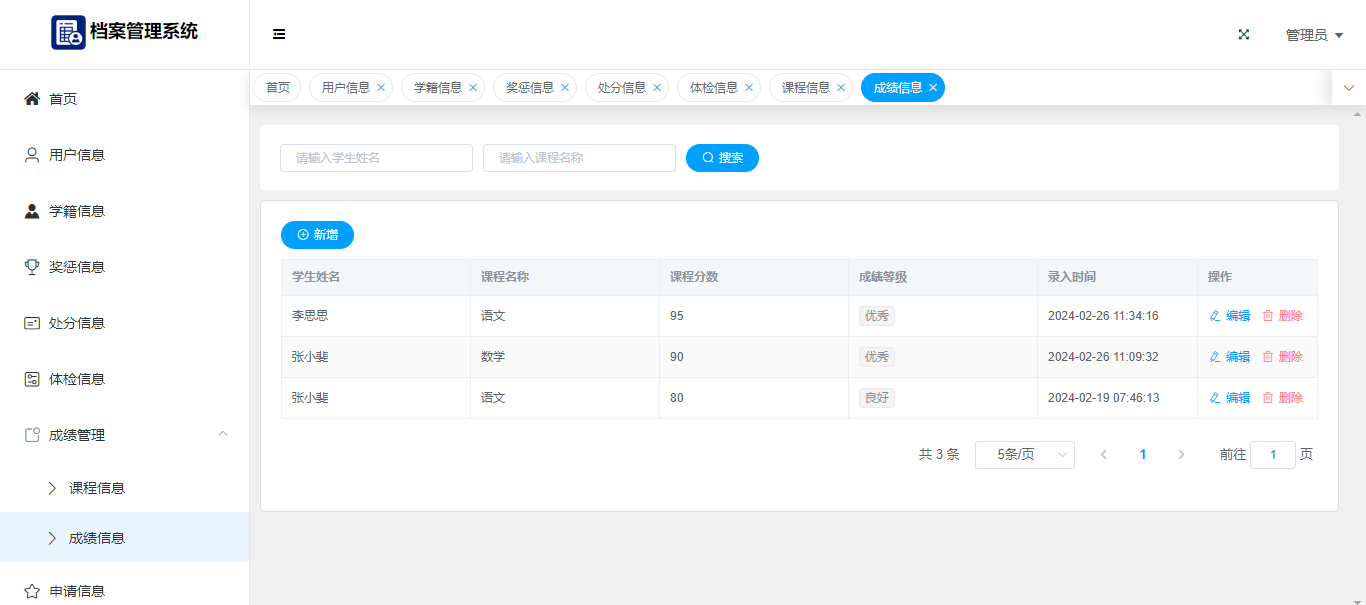 档案管理系统
管理员
首页
用户信息
学籍信息
奖惩信息
处分信息
体检信息
成绩管理
课程信息
成绩信息
申请信息
首页 用户信息 学籍信息 奖惩信息 处分信息 体检信息 课程信息 成绩信息
请输入学生姓名 请输入课程名称 搜索
新增
学生姓名 课程名称 课程分数 成绩等级 录入时间 操作
李思思 语文 95 优秀 2024-02-26 11:34:16 编辑 删除
张小斐 数学 90 优秀 2024-02-26 11:09:32 编辑 删除
张小斐 语文 80 良好 2024-02-19 07:46:13 编辑 删除
共 3 条 5条/页 1 前往 1 页